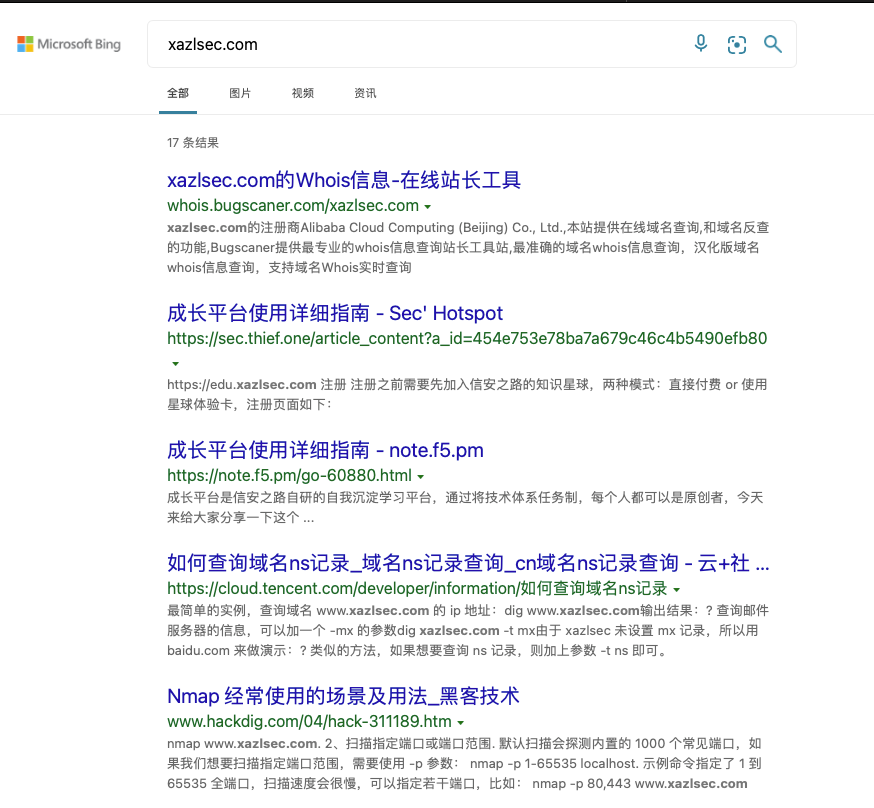 Microsoft Bing
xazlsec.com
全部 图片 视频 资讯
17 条结果
xazlsec.com的Whois信息-在线站长工具
whois.bugscaner.com/xazlsec.com
xazlsec.com的注册商Alibaba Cloud Computing (Beijing) Co., Ltd.,本站提供在线域名查询,和域名反查
的功能,Bugscaner提供最专业的whois信息查询站长工具站,最准确的域名whois信息查询，汉化版域名
whois信息查询，支持域名Whois实时查询
成长平台使用详细指南 - Sec' Hotspot
https://sec.thief.one/article_content?a_id=454e753e78ba7a679c46c4b5490efb80
https://edu.xazlsec.com 注册 注册之前需要先加入信安之路的知识星球，两种模式：直接付费 or 使用
星球体验卡，注册页面如下：
成长平台使用详细指南 - note.f5.pm
https://note.f5.pm/go-60880.html
成长平台是信安之路自研的自我沉淀学习平台，通过将技术体系任务制，每个人都可以是原创者，今天
来给大家分享一下这个 ...
如何查询域名ns记录_域名ns记录查询_cn域名ns记录查询 - 云+社 ...
https://cloud.tencent.com/developer/information/如何查询域名ns记录
最简单的实例，查询域名 www.xazlsec.com 的 ip 地址：dig www.xazlsec.com输出结果：? 查询邮件
服务器的信息，可以加一个 -mx 的参数dig xazlsec.com -t mx由于 xazlsec 未设置 mx 记录，所以用
baidu.com 来做演示：? 类似的方法，如果想要查询 ns 记录，则加上参数 -t ns 即可。
Nmap 经常使用的场景及用法_黑客技术
www.hackdig.com/04/hack-311189.htm
nmap www.xazlsec.com. 2、扫描指定端口或端口范围. 默认扫描会探测内置的 1000 个常见端口，如
果我们想要扫描指定端口范围，需要使用 -p 参数： nmap -p 1-65535 localhost. 示例命令指定了 1 到
65535 全端口，扫描速度会很慢，可以指定若干端口，比如： nmap -p 80,443 www.xazlsec.com